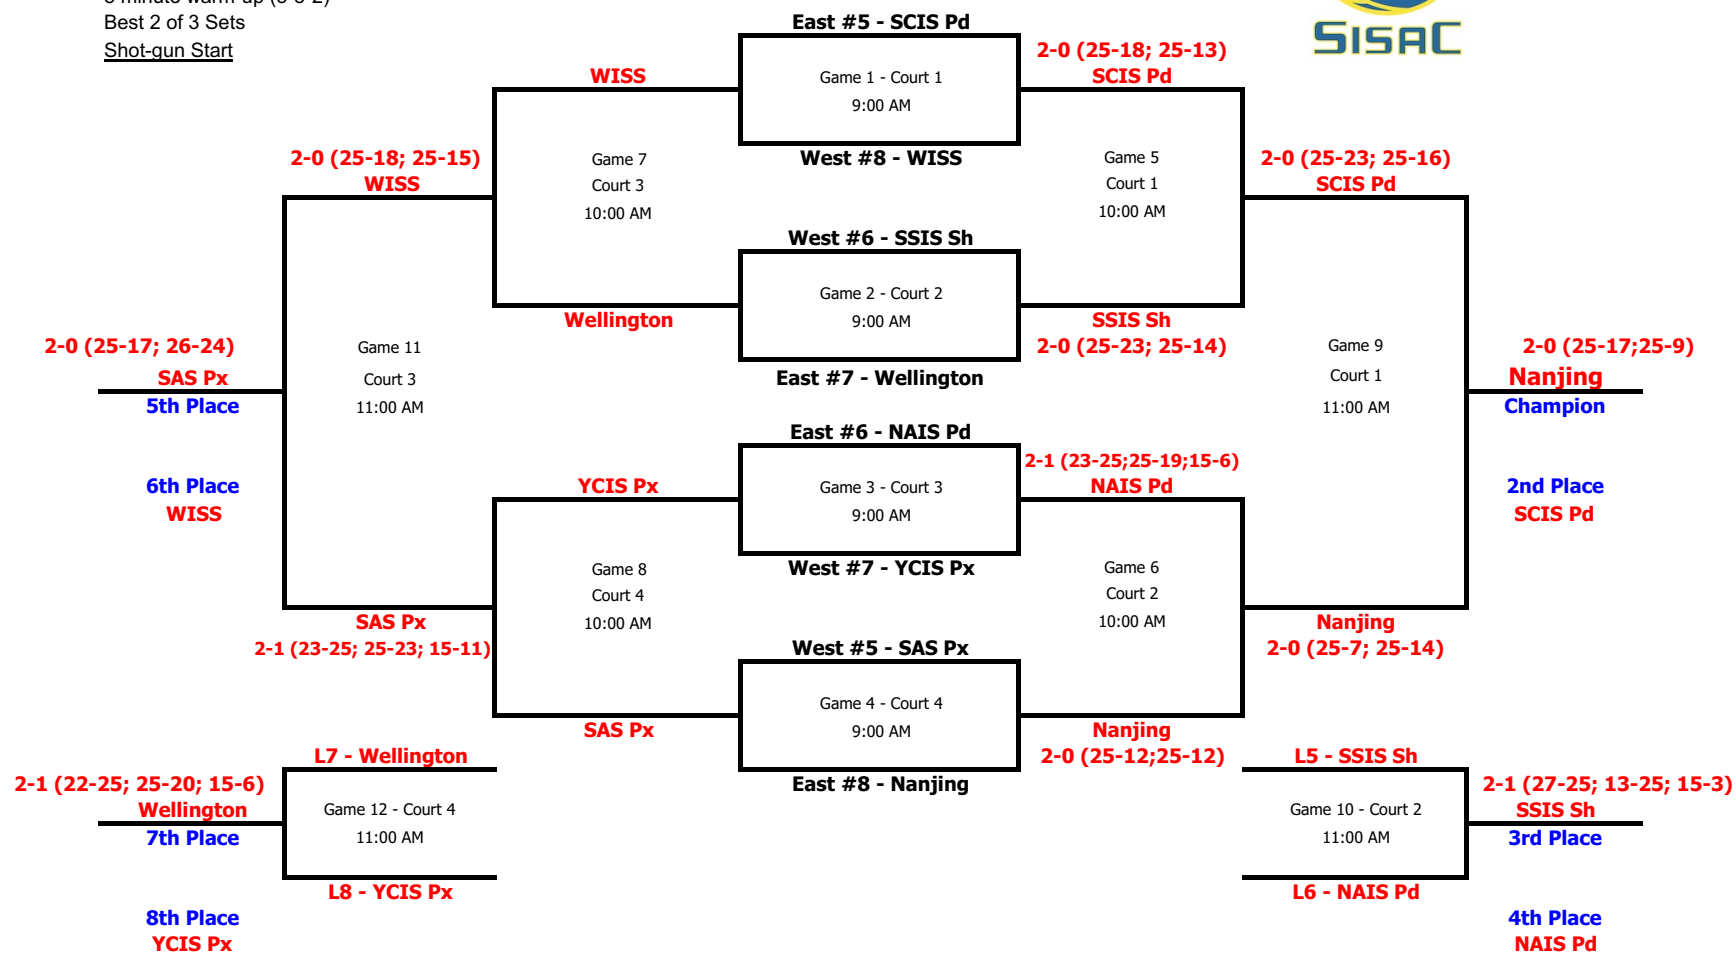 Best 2 of 3 Sets
Shot-gun Start
SISAC
East #5 - SCIS Pd
2-0 (25-18; 25-13)
WISS
Game 1 - Court 1
SCIS Pd
9:00 AM
2-0 (25-18; 25-15)
Game 7
West #8 - WISS
Game 5
2-0 (25-23; 25-16)
WISS
Court 3
Court 1
SCIS Pd
10:00 AM
10:00 AM
West #6 - SSIS Sh
Game 2 - Court 2
Wellington
9:00 AM
SSIS Sh
2-0 (25-17; 26-24)
Game 11
2-0 (25-23; 25-14)
Game 9
2-0 (25-17;25-9)
SAS Px
Court 3
East #7 - Wellington
Court 1
Nanjing
5th Place
11:00 AM
11:00 AM
Champion
East #6 - NAIS Pd
2-1 (23-25;25-19;15-6)
6th Place
YCIS Px
Game 3 - Court 3
NAIS Pd
2nd Place
WISS
9:00 AM
SCIS Pd
Game 8
West #7 - YCIS Px
Game 6
Court 4
Court 2
SAS Px
10:00 AM
10:00 AM
Nanjing
2-1 (23-25; 25-23; 15-11)
West #5 - SAS Px
2-0 (25-7; 25-14)
Game 4 - Court 4
SAS Px
9:00 AM
Nanjing
L7 - Wellington
2-0 (25-12;25-12)
L5 - SSIS Sh
2-1 (22-25; 25-20; 15-6)
East #8 - Nanjing
2-1 (27-25; 13-25; 15-3)
Wellington
Game 12 - Court 4
Game 10 - Court 2
SSIS Sh
7th Place
11:00 AM
11:00 AM
3rd Place
L8 - YCIS Px
L6 - NAIS Pd
8th Place
4th Place
YCIS Px
NAIS Pd